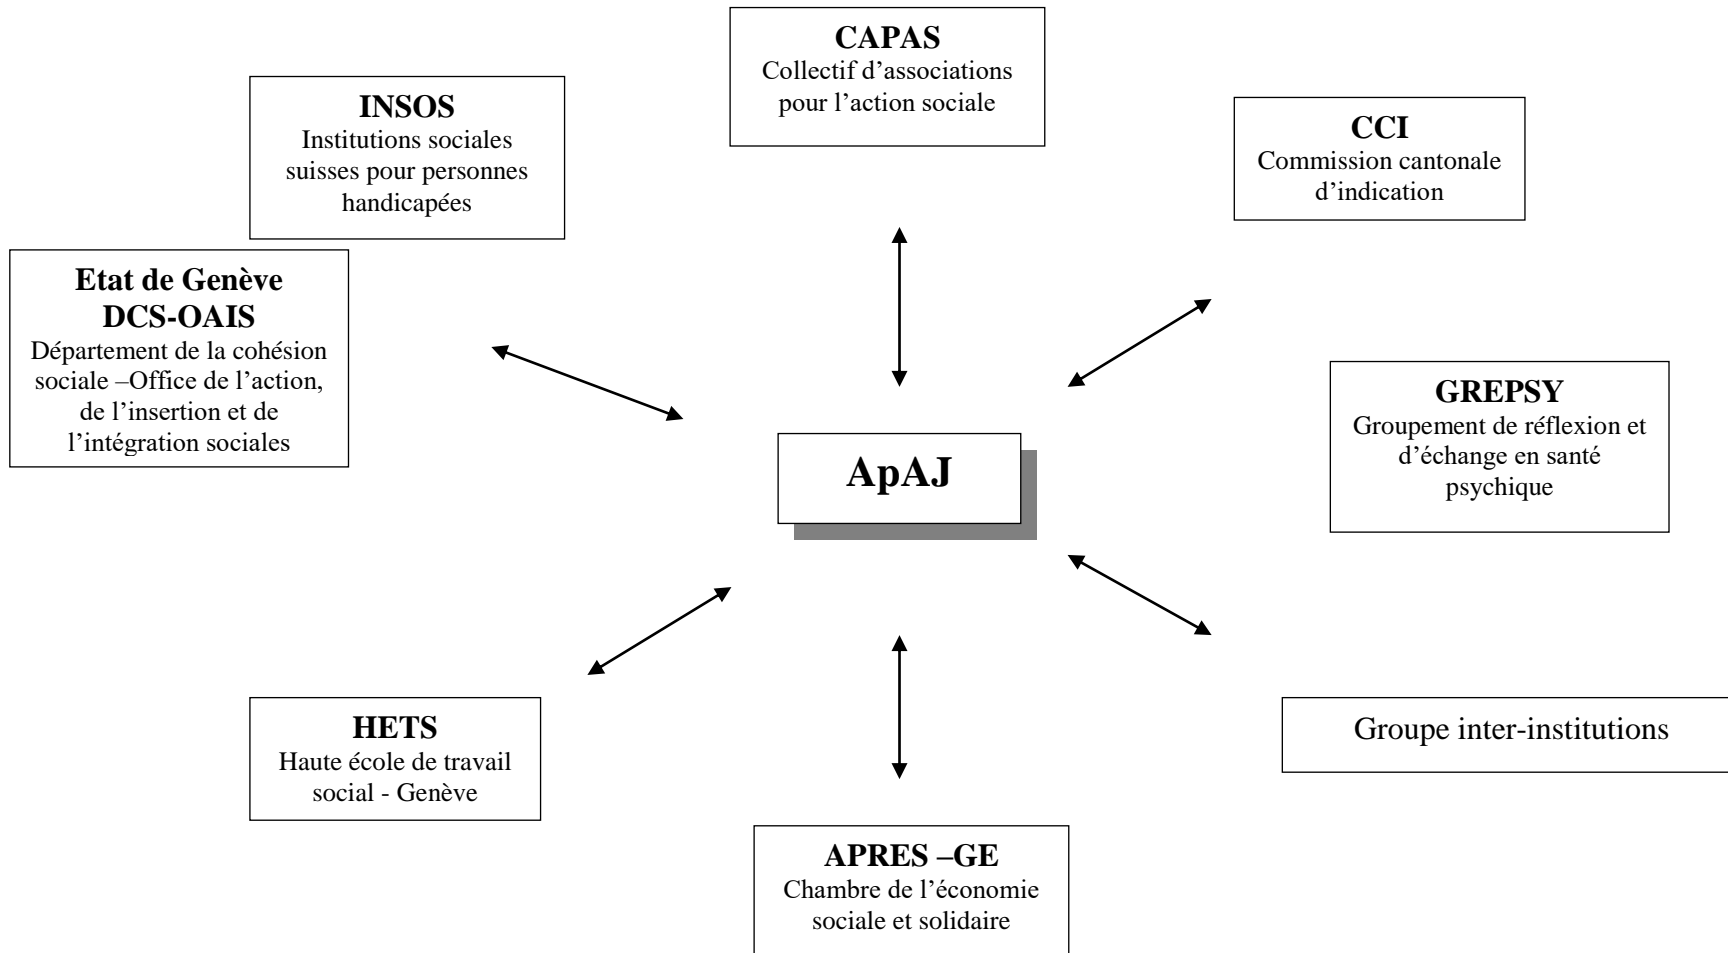 CAPAS
Collectif d’associations
pour l’action sociale
INSOS
Institutions sociales
suisses pour personnes
handicapées
CCI
Commission cantonale
d’indication
Etat de Genève
DCS-OAIS
Département de la cohésion
sociale –Office de l’action,
de l’insertion et de
l’intégration sociales
GREPSY
Groupement de réflexion et
d’échange en santé
psychique
ApAJ
HETS
Haute école de travail
social - Genève
Groupe inter-institutions
APRES –GE
Chambre de l’économie
sociale et solidaire